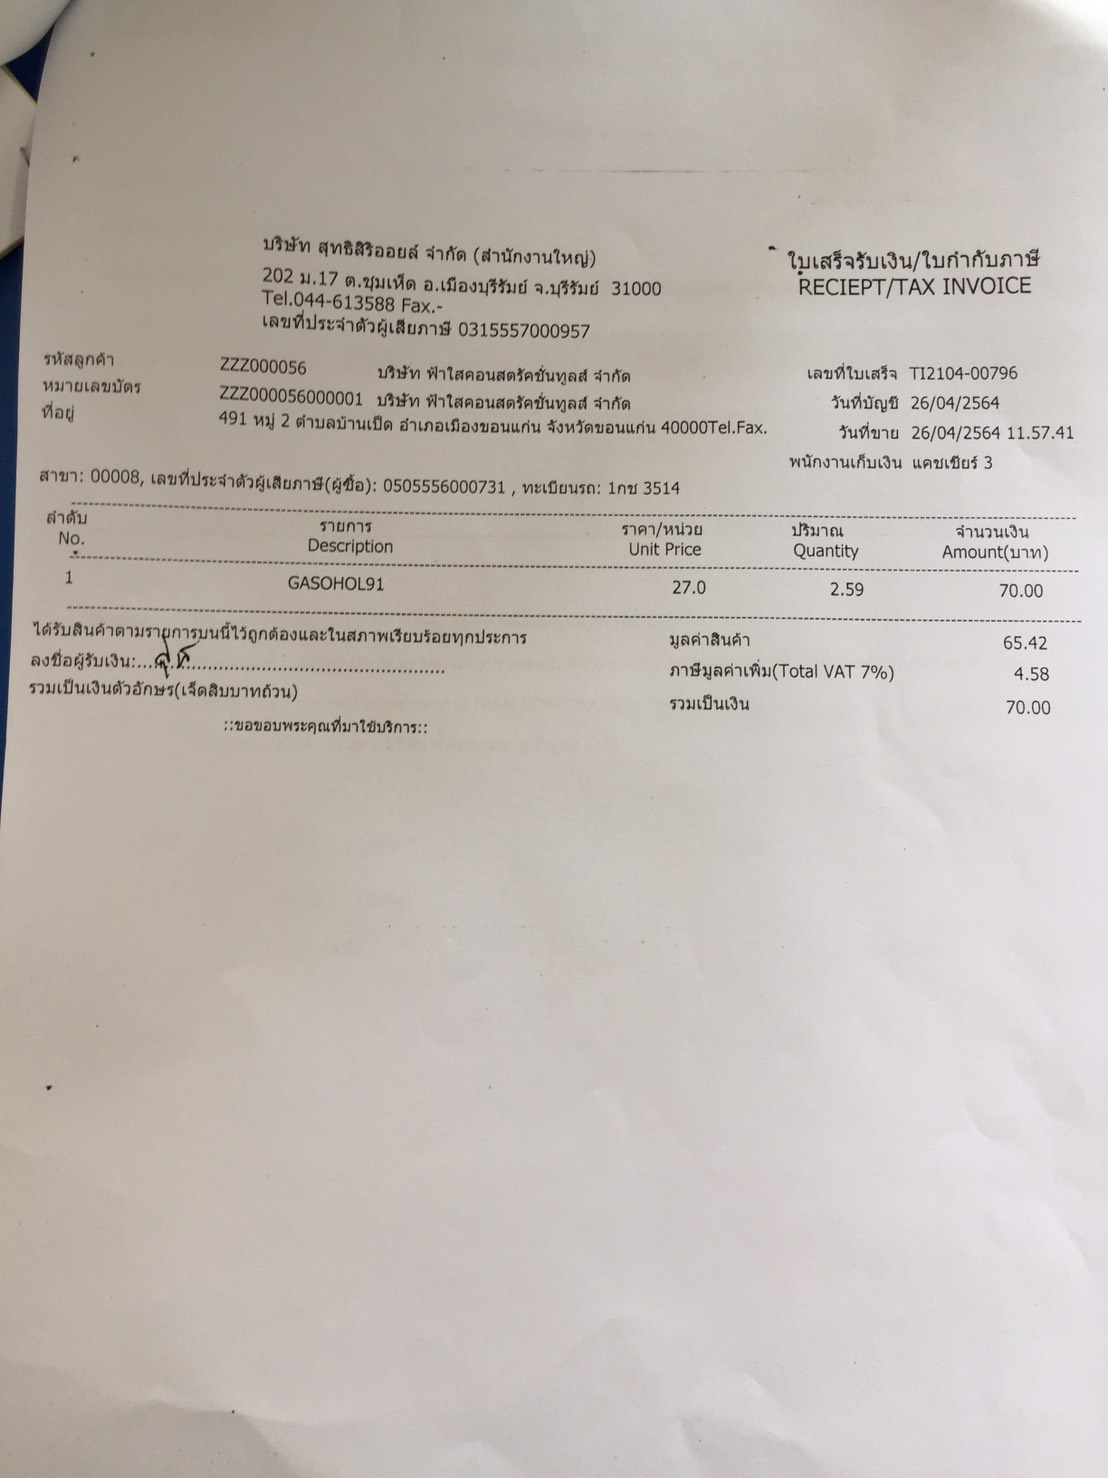 บริษัท สุทธิสิริออยล์ จำกัด (สำนักงานใหญ่)
202 ม.17 ต.ชุมเห็ด อ.เมืองบุรีรัมย์ จ.บุรีรัมย์ 31000
Tel.044-613588 Fax.-
เลขที่ประจำตัวผู้เสียภาษี 0315557000957
ใบเสร็จรับเงิน/ใบกำกับภาษี
RECIEPT/TAX INVOICE
รหัสลูกค้า ZZZ000056 บริษัท ฟ้าใสคอนสตรัคชั่นทูลส์ จำกัด
หมายเลขบัตร ZZZ000056000001 บริษัท ฟ้าใสคอนสตรัคชั่นทูลส์ จำกัด
ที่อยู่ 491 หมู่ 2 ตำบลบ้านเป็ด อำเภอเมืองขอนแก่น จังหวัดขอนแก่น 40000Tel.Fax.
เลขที่ใบเสร็จ TI2104-00796
วันที่บัญชี 26/04/2564
วันที่ขาย 26/04/2564 11.57.41
พนักงานเก็บเงิน แคชเชียร์ 3
สาขา: 00008, เลขที่ประจำตัวผู้เสียภาษี(ผู้ซื้อ): 0505556000731 , ทะเบียนรถ: 1กช 3514
ลำดับ รายการ ราคา/หน่วย ปริมาณ จำนวนเงิน
No. Description Unit Price Quantity Amount(บาท)
1 GASOHOL91 27.0 2.59 70.00
ได้รับสินค้าตามรายการบนนี้ไว้ถูกต้องและในสภาพเรียบร้อยทุกประการ มูลค่าสินค้า 65.42
ลงชื่อผู้รับเงิน:........ ภาษีมูลค่าเพิ่ม(Total VAT 7%) 4.58
รวมเป็นเงินตัวอักษร(เจ็ดสิบบาทถ้วน) รวมเป็นเงิน 70.00
::ขอขอบพระคุณที่มาใช้บริการ::